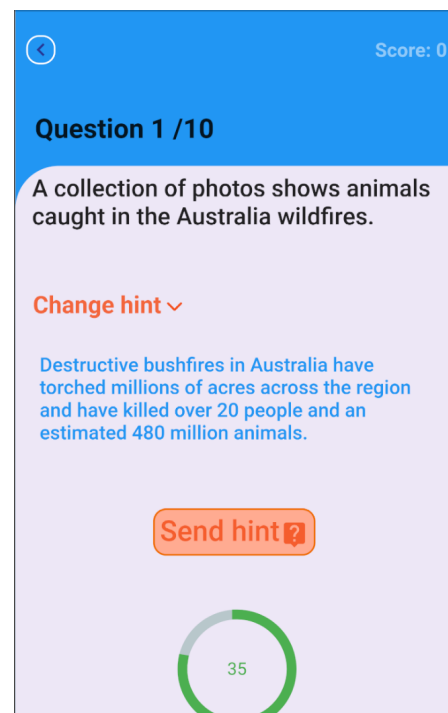 Score: 0
Question 1 /10
A collection of photos shows animals
caught in the Australia wildfires.
Change hint
Destructive bushfires in Australia have
torched millions of acres across the region
and have killed over 20 people and an
estimated 480 million animals.
Send hint
35